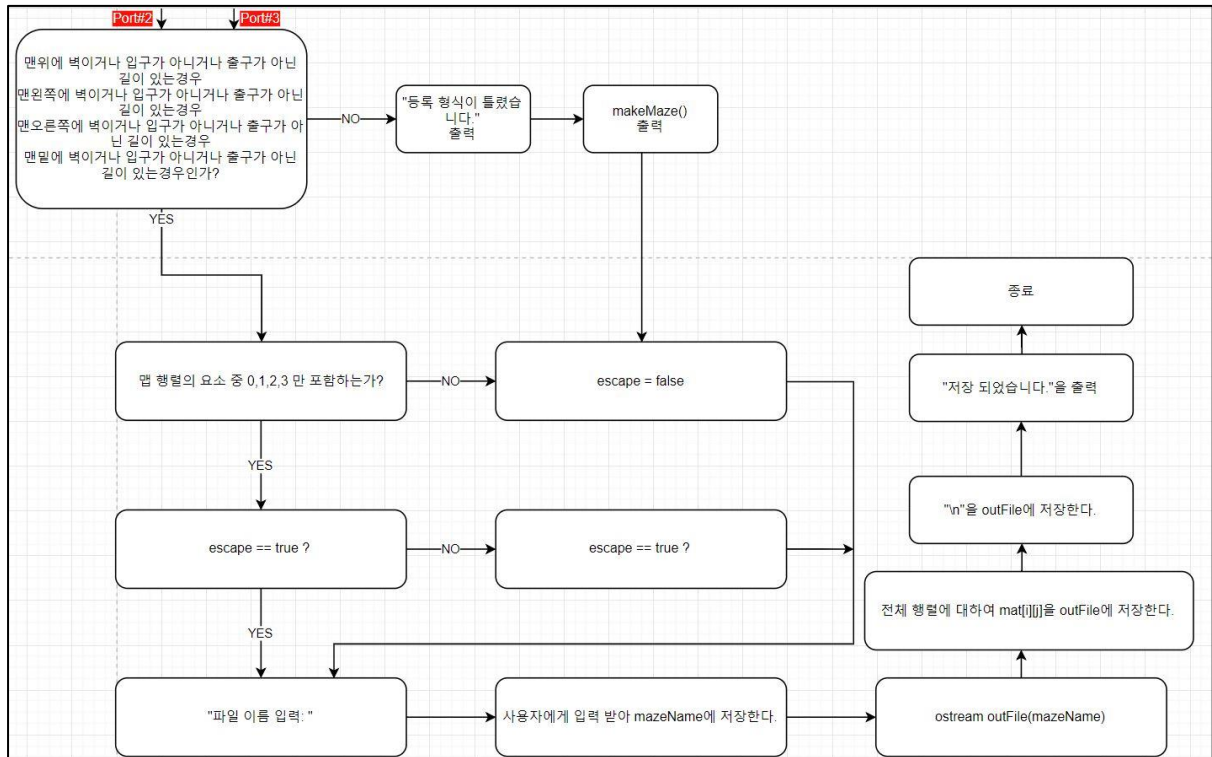 Port#2
Port#3
맨위에 벽이거나 입구가 아니거나 출구가 아닌
길이 있는경우
맨왼쪽에 벽이거나 입구가 아니거나 출구가 아닌
길이 있는경우
맨오른쪽에 벽이거나 입구가 아니거나 출구가 아
닌 길이 있는경우
맨밑에 벽이거나 입구가 아니거나 출구가 아닌
길이 있는경우인가?
NO
"등록 형식이 틀렸습
니다."
출력
makeMaze()
출력
YES
종료
맵 행렬의 요소 중 0,1,2,3 만 포함하는가?
NO
escape = false
"저장 되었습니다."을 출력
YES
"\n"을 outFile에 저장한다.
escape == true ?
NO
escape == true ?
전체 행렬에 대하여 mat[i][j]을 outFile에 저장한다.
YES
"파일 이름 입력: "
사용자에게 입력 받아 mazeName에 저장한다.
ostream outFile(mazeName)